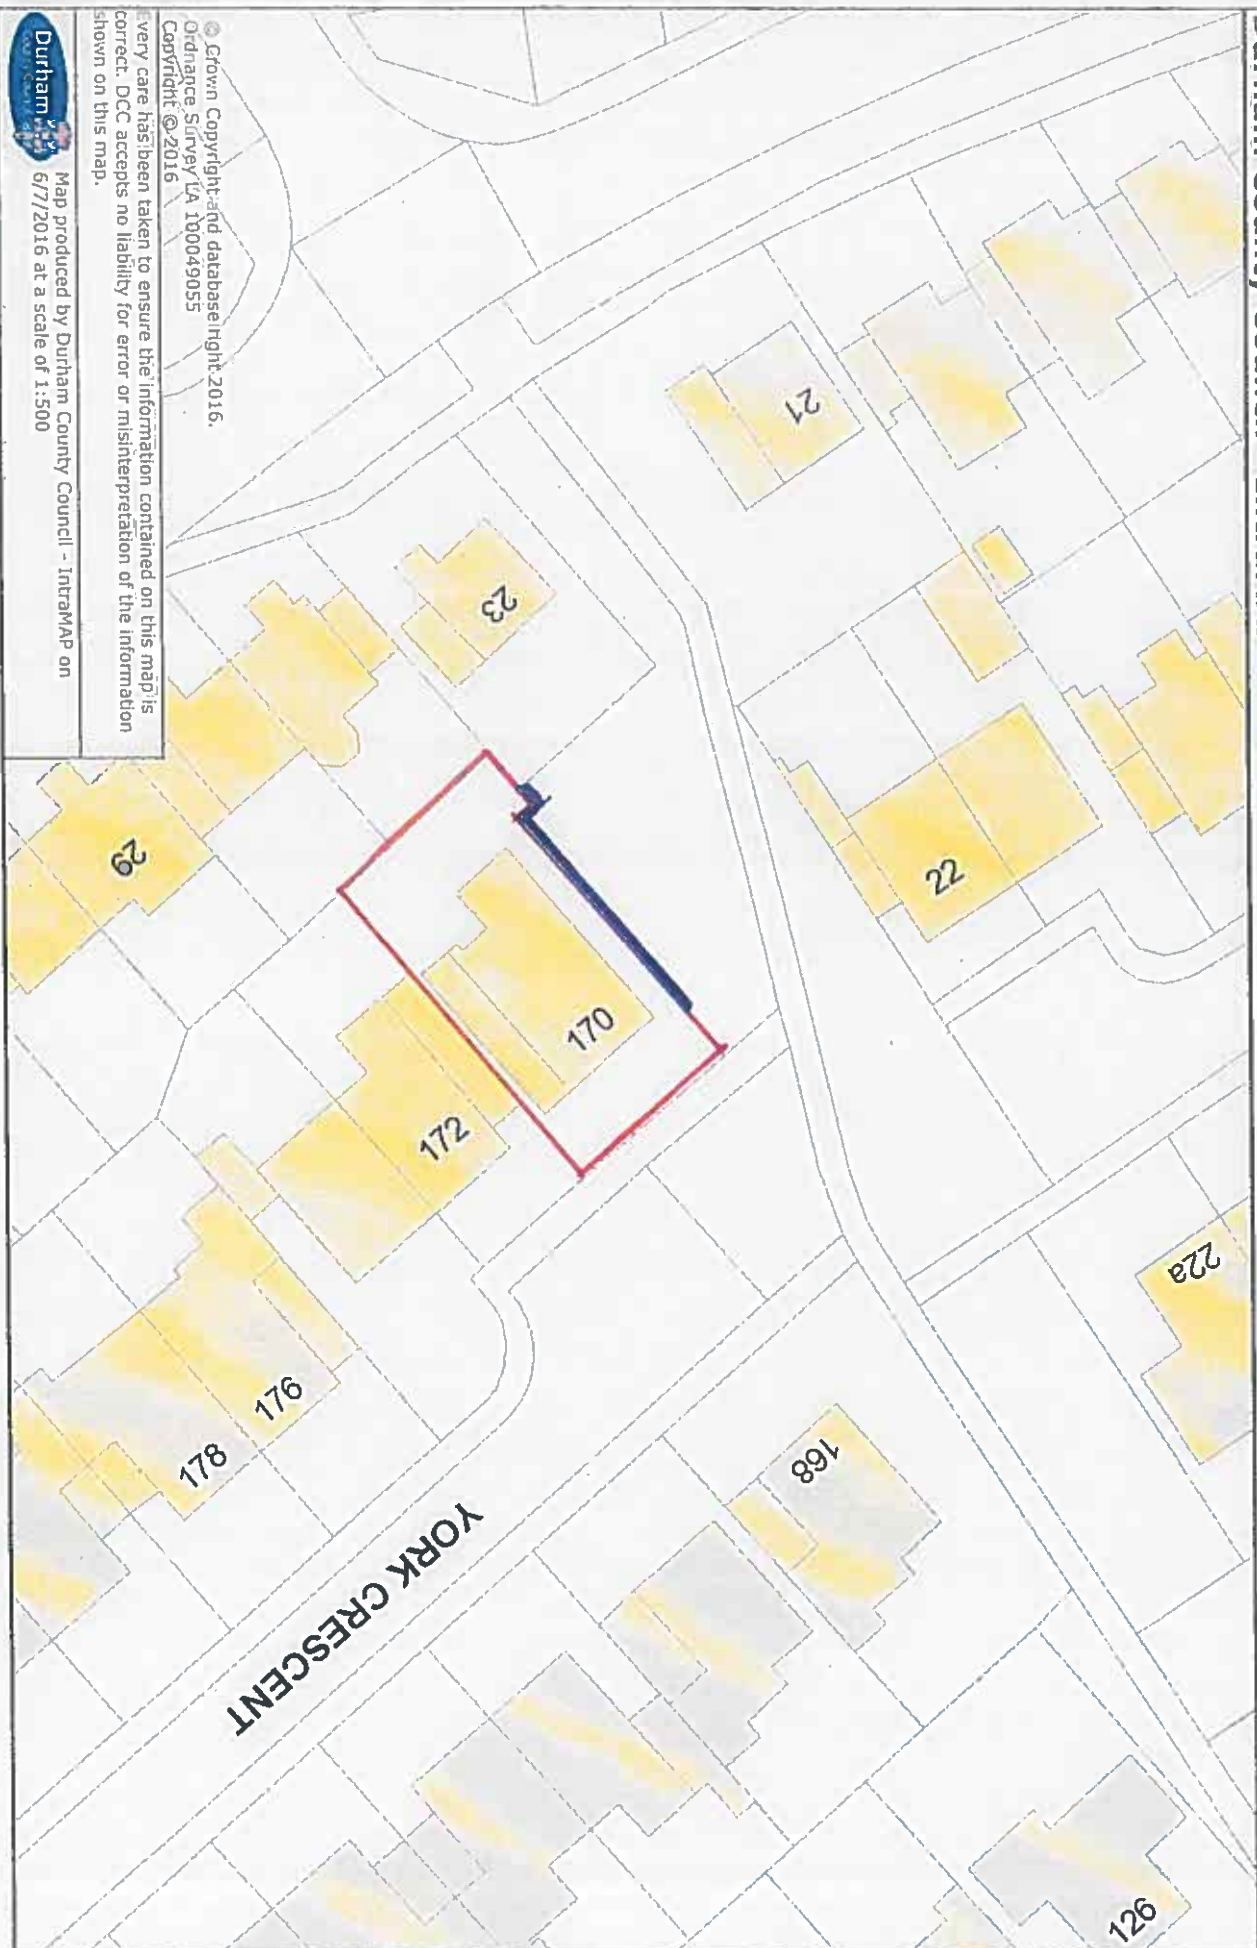 © Crown Copyright and database right 2016.
Ordnance Survey LA 100049055
Copyright © 2016
Every care has been taken to ensure the information contained on this map is
correct. DCC accepts no liability for error or misinterpretation of the information
shown on this map.
Durham
Map produced by Durham County Council - IntraMAP on
6/7/2016 at a scale of 1:500
21
23
22
29
170
172
22a
176
178
168
YORK CRESCENT
126